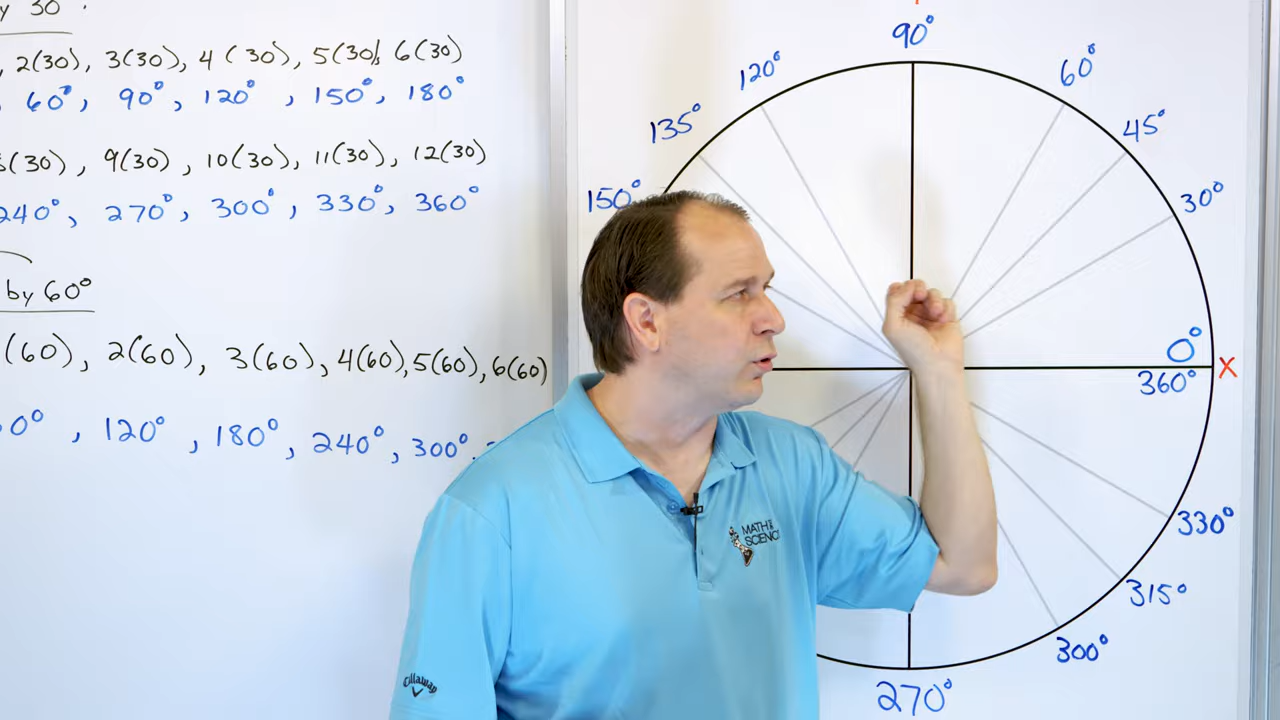 by 30°
, 2(30), 3(30), 4(30), 5(30), 6(30)
, 60°, 90°, 120°, 150°, 180°
(30), 9(30), 10(30), 11(30), 12(30)
240°, 270°, 300°, 330°, 360°
by 60°
(60), 2(60), 3(60), 4(60), 5(60), 6(60)
0°, 120°, 180°, 240°, 300°
90°
120°
60°
135°
45°
150°
30°
0°
360°
X
330°
315°
300°
270°
MATH
SCIENC
Callaway